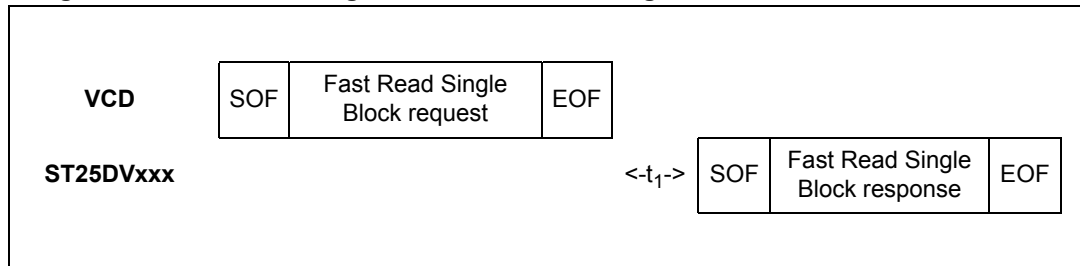 VCD
SOF
Fast Read Single
Block request
EOF
ST25DVxxx
<-t1->
SOF
Fast Read Single
Block response
EOF